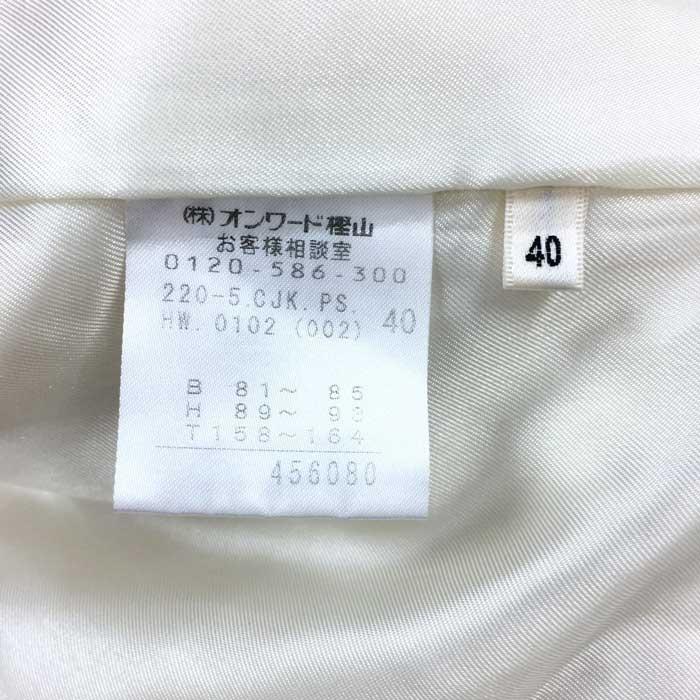 (株)オンワード樫山
お客様相談室
0120-586-300
220-5.CJK.PS.
HW.0102 (002) 40
B 81～ 85
H 89～ 93
T158～164
456080
40